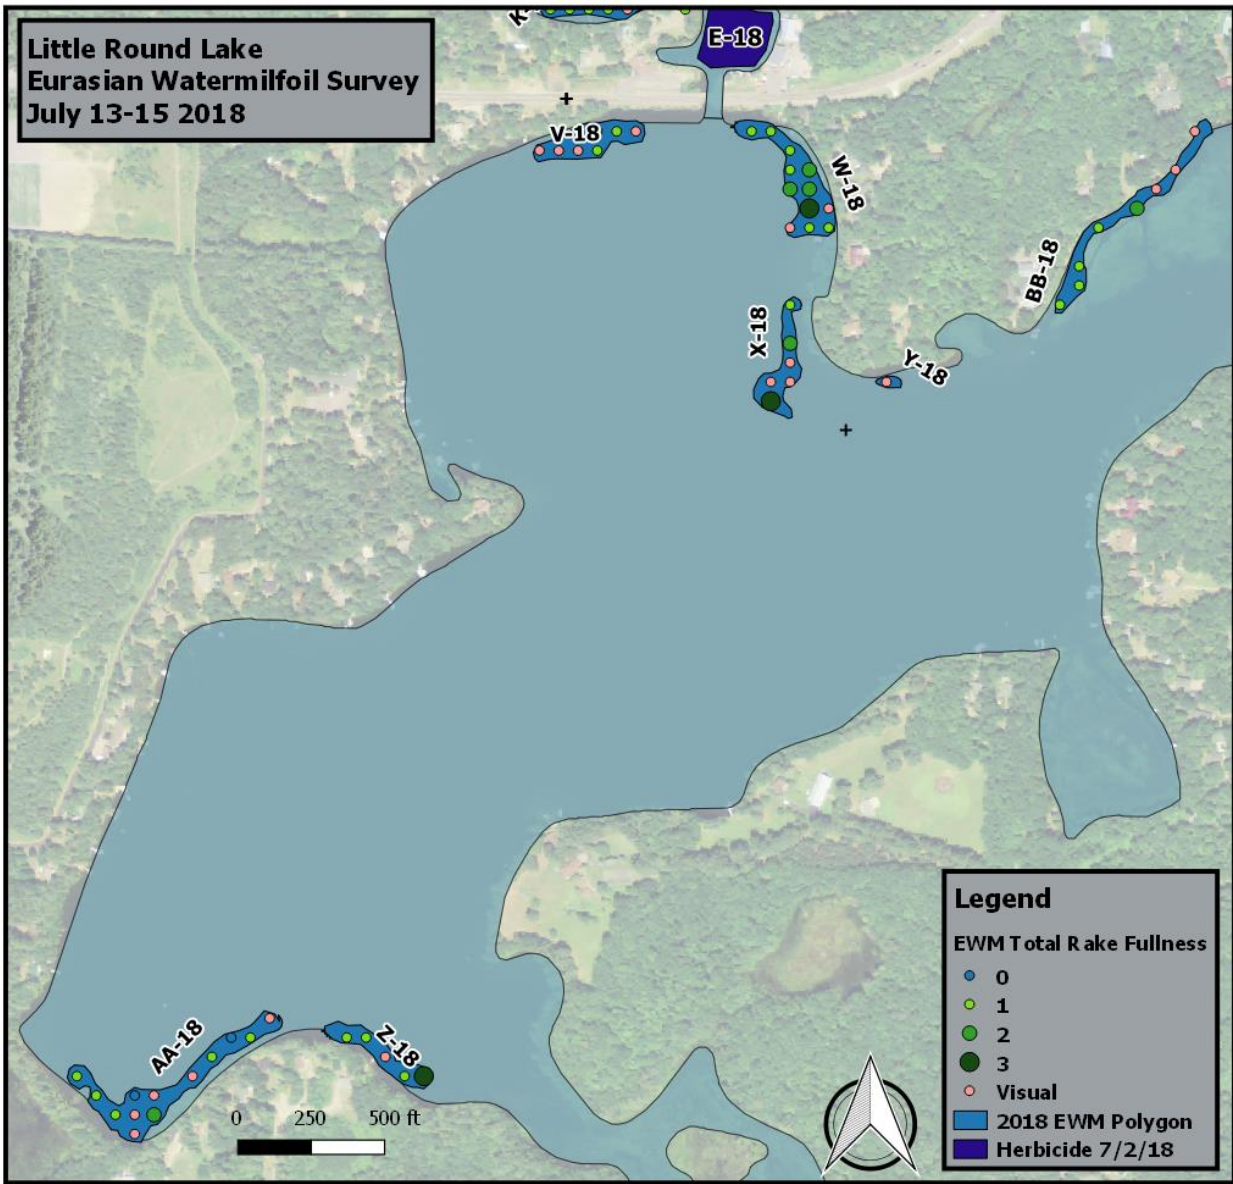 Little Round Lake
Eurasian Watermilfoil Survey
July 13-15 2018
E-18
V-18
W-18
BB-18
X-18
Y-18
AA-18
Z-18
0 250 500 ft
Legend
EWM Total Rake Fullness
0
1
2
3
Visual
2018 EWM Polygon
Herbicide 7/2/18